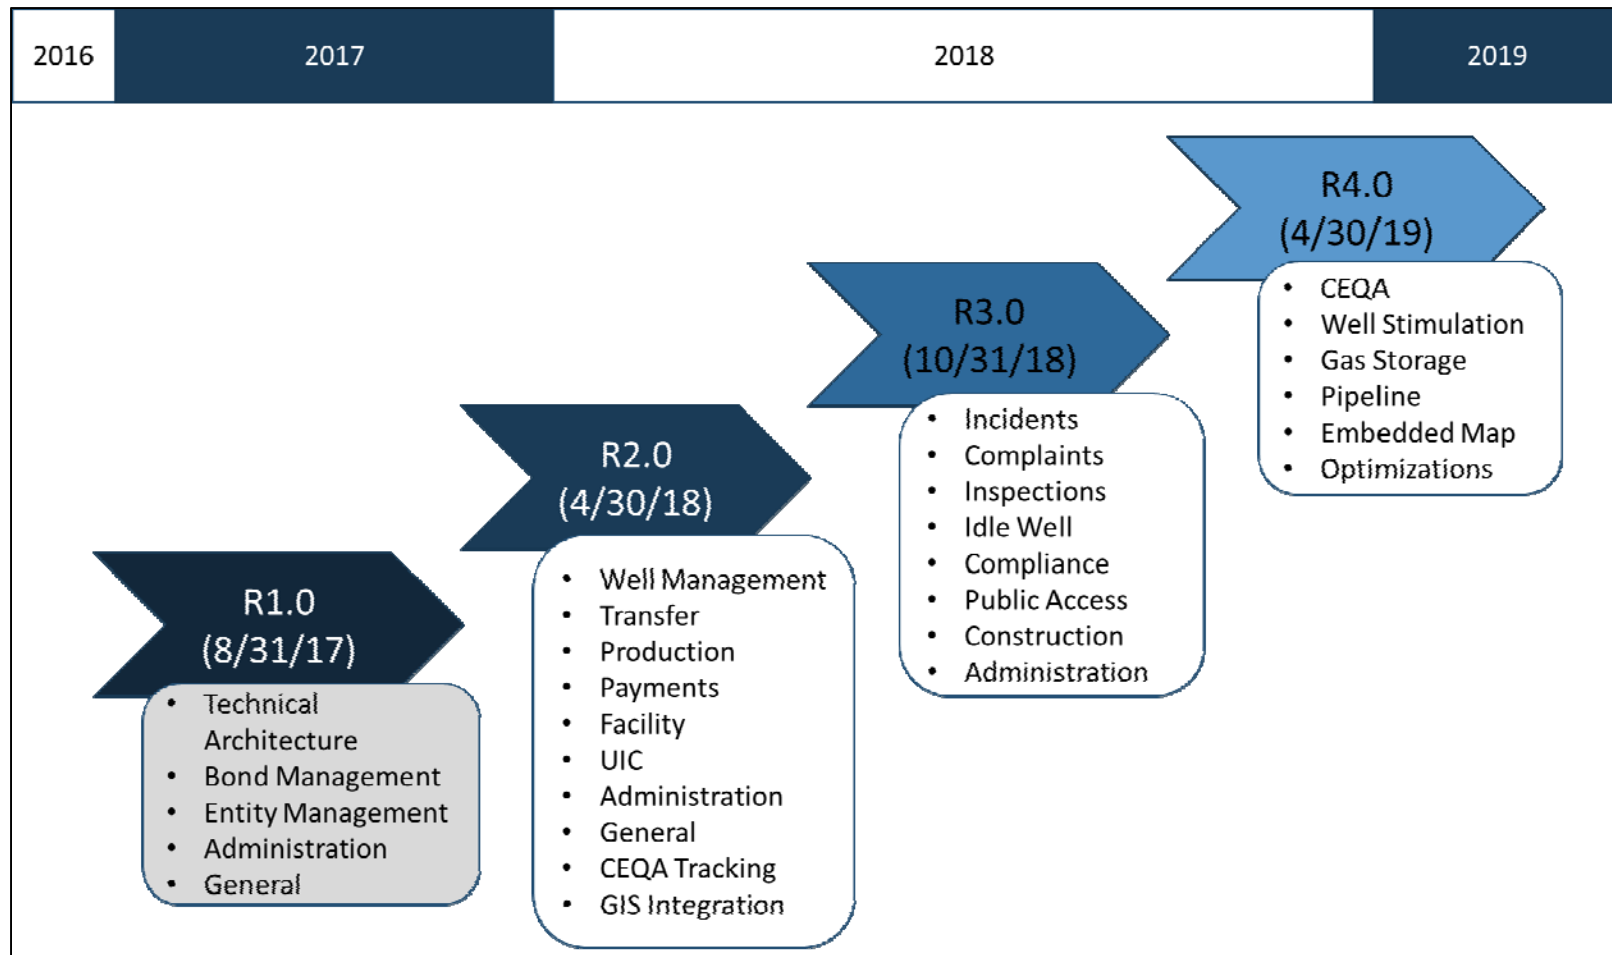 2016
2017
2018
2019
R4.0
(4/30/19)
• CEQA
• Well Stimulation
• Gas Storage
• Pipeline
• Embedded Map
• Optimizations
R3.0
(10/31/18)
• Incidents
• Complaints
• Inspections
• Idle Well
• Compliance
• Public Access
• Construction
• Administration
R2.0
(4/30/18)
• Well Management
• Transfer
• Production
• Payments
• Facility
• UIC
• Administration
• General
• CEQA Tracking
• GIS Integration
R1.0
(8/31/17)
• Technical
Architecture
• Bond Management
• Entity Management
• Administration
• General